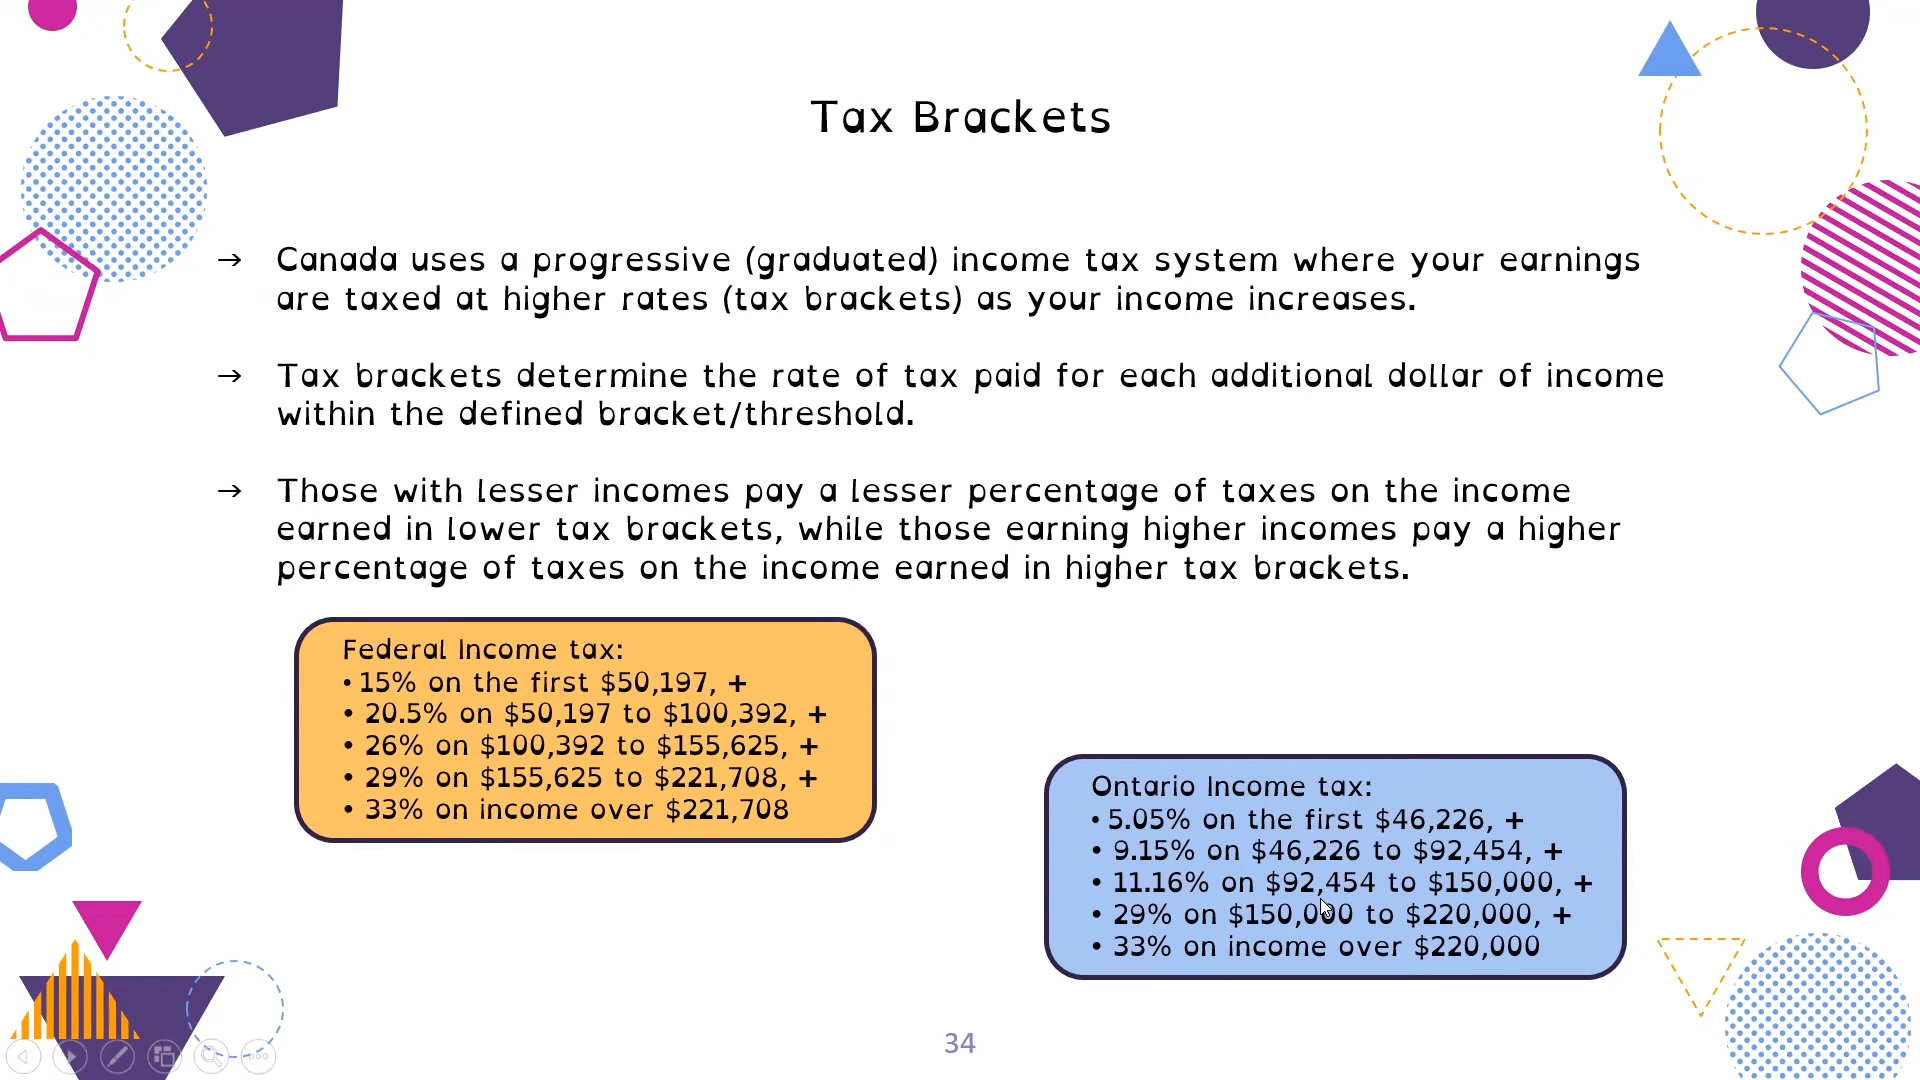 Tax Brackets
→ Canada uses a progressive (graduated) income tax system where your earnings
are taxed at higher rates (tax brackets) as your income increases.
→ Tax brackets determine the rate of tax paid for each additional dollar of income
within the defined bracket/threshold.
→ Those with lesser incomes pay a lesser percentage of taxes on the income
earned in lower tax brackets, while those earning higher incomes pay a higher
percentage of taxes on the income earned in higher tax brackets.
Federal Income tax:
• 15% on the first $50,197, +
• 20.5% on $50,197 to $100,392, +
• 26% on $100,392 to $155,625, +
• 29% on $155,625 to $221,708, +
• 33% on income over $221,708
Ontario Income tax:
• 5.05% on the first $46,226, +
• 9.15% on $46,226 to $92,454, +
• 11.16% on $92,454 to $150,000, +
• 29% on $150,000 to $220,000, +
• 33% on income over $220,000
34